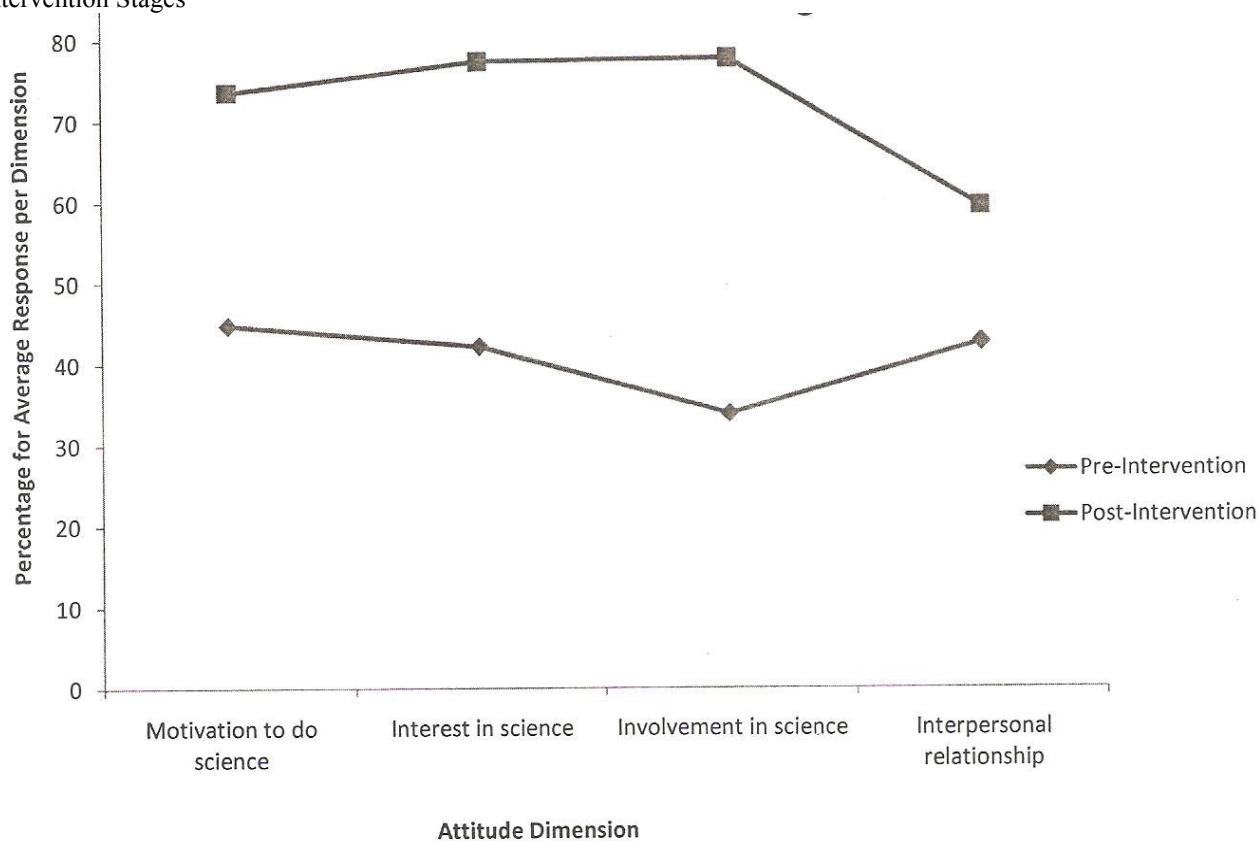 Intervention Stages
80
70
60
50
40
30
20
10
0
Percentage for Average Response per Dimension
Pre-Intervention
Post-Intervention
Motivation to do
science
Interest in science
Involvement in science
Interpersonal
relationship
Attitude Dimension